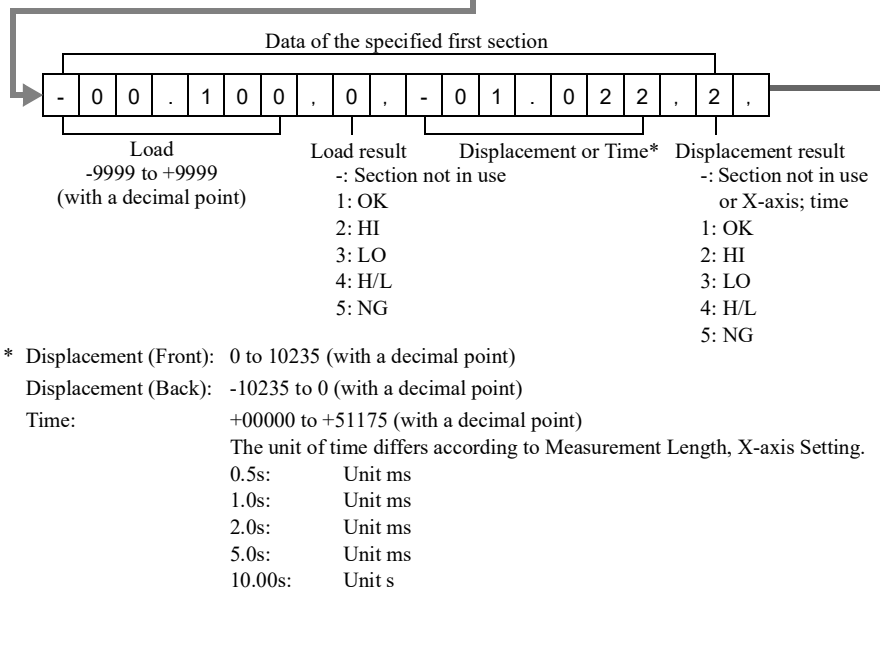 Data of the specified first section
- 0 0 . 1 0 0 , 0 , - 0 1 . 0 2 2 , 2 ,
Load
-9999 to +9999
(with a decimal point)
Load result
-: Section not in use
1: OK
2: HI
3: LO
4: H/L
5: NG
Displacement or Time*
Displacement result
-: Section not in use
or X-axis; time
1: OK
2: HI
3: LO
4: H/L
5: NG
* Displacement (Front): 0 to 10235 (with a decimal point)
Displacement (Back): -10235 to 0 (with a decimal point)
Time: +00000 to +51175 (with a decimal point)
The unit of time differs according to Measurement Length, X-axis Setting.
0.5s: Unit ms
1.0s: Unit ms
2.0s: Unit ms
5.0s: Unit ms
10.00s: Unit s